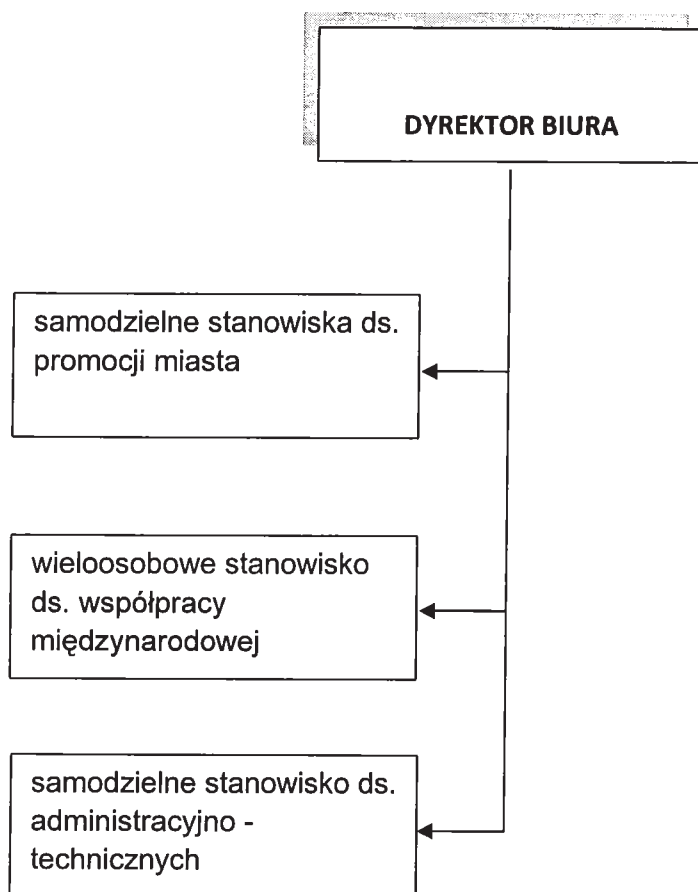 DYREKTOR BIURA
samodzielne stanowiska ds.
promocji miasta
wieloosobowe stanowisko
ds. współpracy
międzynarodowej
samodzielne stanowisko ds.
administracyjno -
technicznych